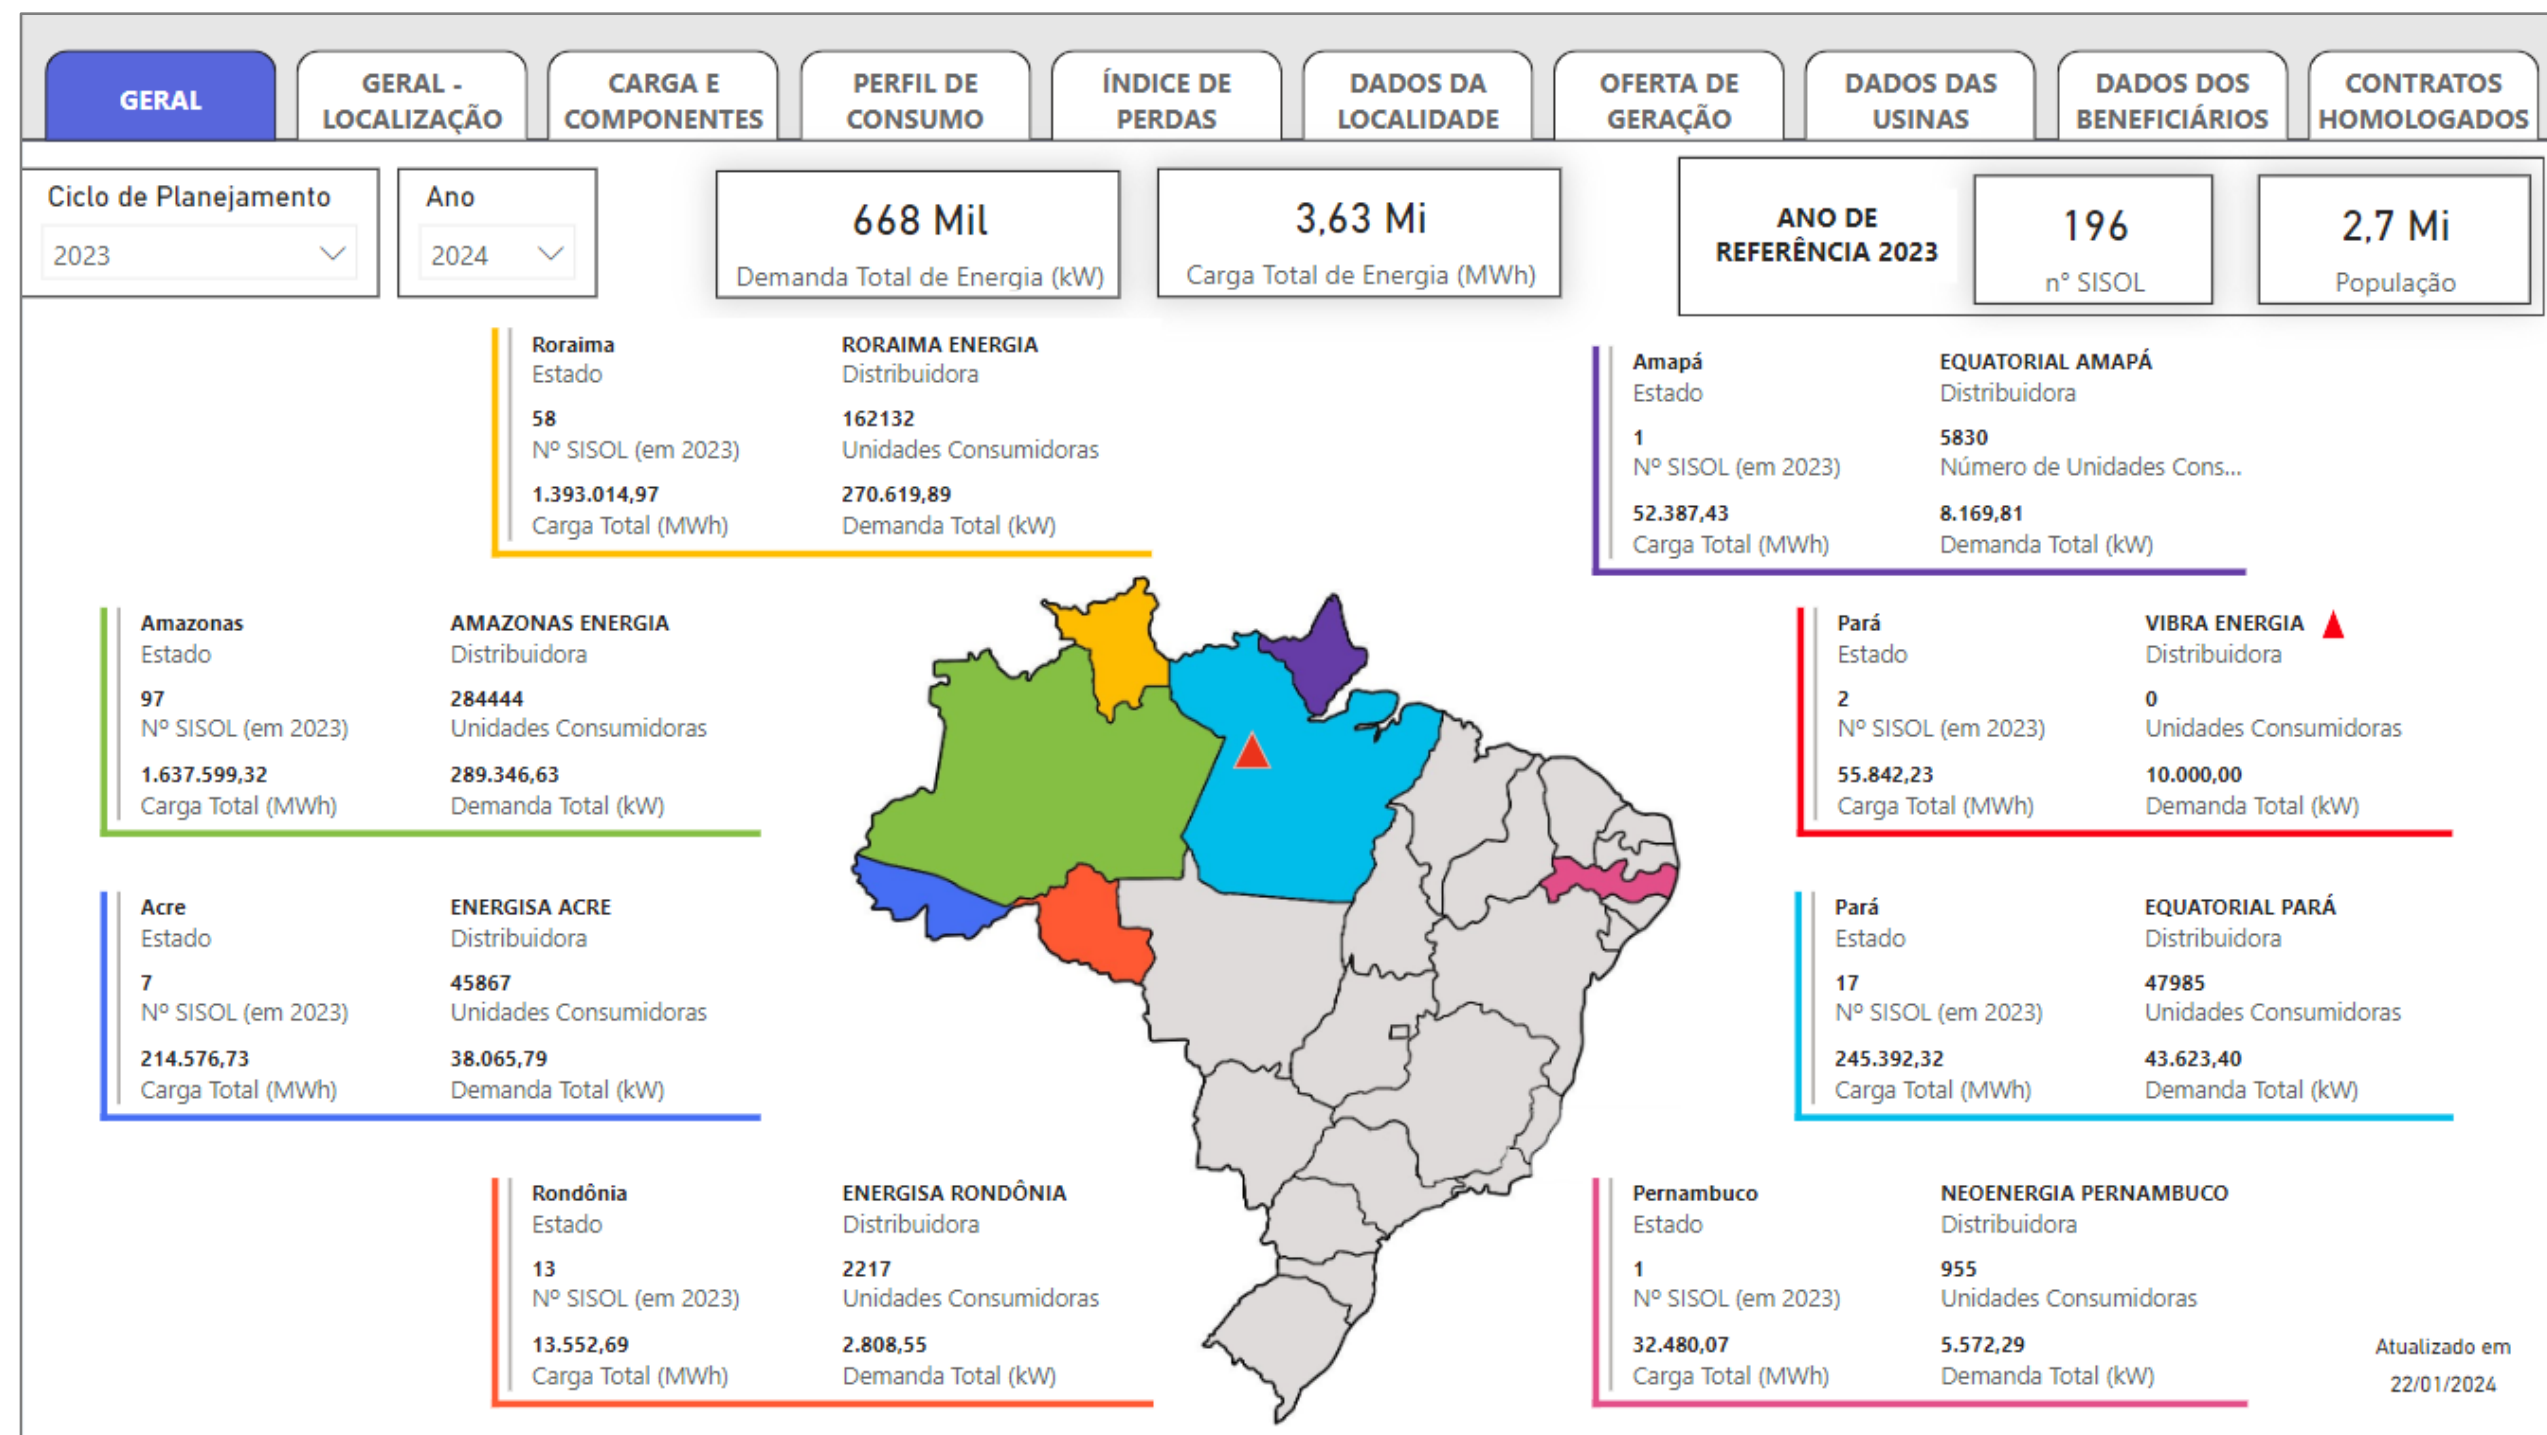 GERAL
GERAL -
LOCALIZAÇÃO
CARGA E
COMPONENTES
PERFIL DE
CONSUMO
ÍNDICE DE
PERDAS
DADOS DA
LOCALIDADE
OFERTA DE
GERAÇÃO
DADOS DAS
USINAS
DADOS DOS
BENEFICIÁRIOS
CONTRATOS
HOMOLOGADOS
Ciclo de Planejamento
2023
Ano
2024
668 Mil
Demanda Total de Energia (kW)
3,63 Mi
Carga Total de Energia (MWh)
ANO DE
REFERÊNCIA 2023
196
n° SISOL
2,7 Mi
População
Roraima
Estado
RORAIMA ENERGIA
Distribuidora
58
Nº SISOL (em 2023)
162132
Unidades Consumidoras
1.393.014,97
Carga Total (MWh)
270.619,89
Demanda Total (kW)
Amapá
Estado
EQUATORIAL AMAPÁ
Distribuidora
1
Nº SISOL (em 2023)
5830
Número de Unidades Cons...
52.387,43
Carga Total (MWh)
8.169,81
Demanda Total (kW)
Amazonas
Estado
AMAZONAS ENERGIA
Distribuidora
97
Nº SISOL (em 2023)
284444
Unidades Consumidoras
1.637.599,32
Carga Total (MWh)
289.346,63
Demanda Total (kW)
Pará
Estado
VIBRA ENERGIA
Distribuidora
2
Nº SISOL (em 2023)
0
Unidades Consumidoras
55.842,23
Carga Total (MWh)
10.000,00
Demanda Total (kW)
Acre
Estado
ENERGISA ACRE
Distribuidora
7
Nº SISOL (em 2023)
45867
Unidades Consumidoras
214.576,73
Carga Total (MWh)
38.065,79
Demanda Total (kW)
Pará
Estado
EQUATORIAL PARÁ
Distribuidora
17
Nº SISOL (em 2023)
47985
Unidades Consumidoras
245.392,32
Carga Total (MWh)
43.623,40
Demanda Total (kW)
Rondônia
Estado
ENERGISA RONDÔNIA
Distribuidora
13
Nº SISOL (em 2023)
2217
Unidades Consumidoras
13.552,69
Carga Total (MWh)
2.808,55
Demanda Total (kW)
Pernambuco
Estado
NEOENERGIA PERNAMBUCO
Distribuidora
1
Nº SISOL (em 2023)
955
Unidades Consumidoras
32.480,07
Carga Total (MWh)
5.572,29
Demanda Total (kW)
Atualizado em
22/01/2024